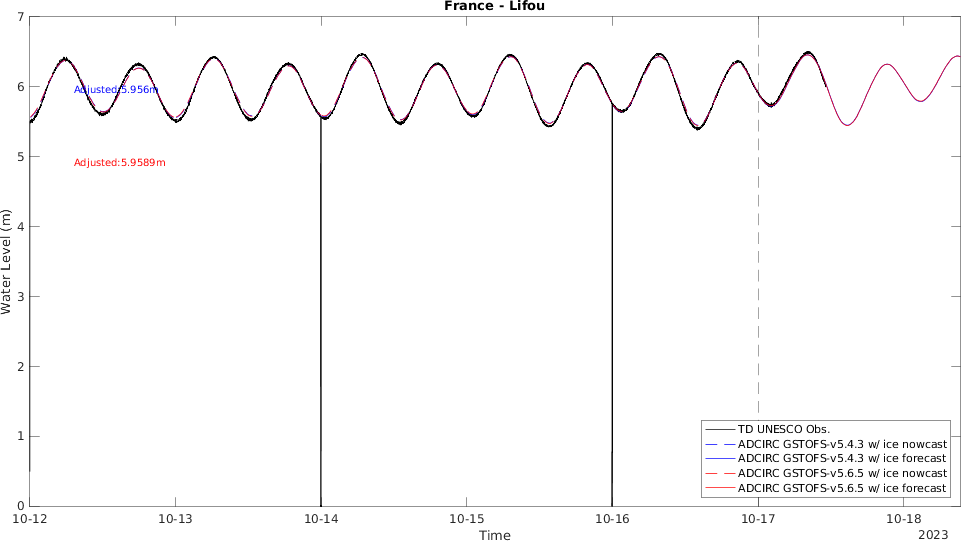 France - Lifou
7
6
5
4
3
2
1
0
Water Level (m)
Adjusted:5.956m
Adjusted:5.9589m
TD UNESCO Obs.
ADCIRC GSTOFS-v5.4.3 w/ ice nowcast
ADCIRC GSTOFS-v5.4.3 w/ ice forecast
ADCIRC GSTOFS-v5.6.5 w/ ice nowcast
ADCIRC GSTOFS-v5.6.5 w/ ice forecast
10-12 10-13 10-14 10-15 10-16 10-17 10-18
Time
2023